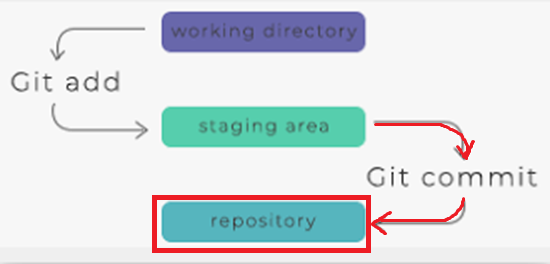 working directory
Git add
staging area
Git commit
repository